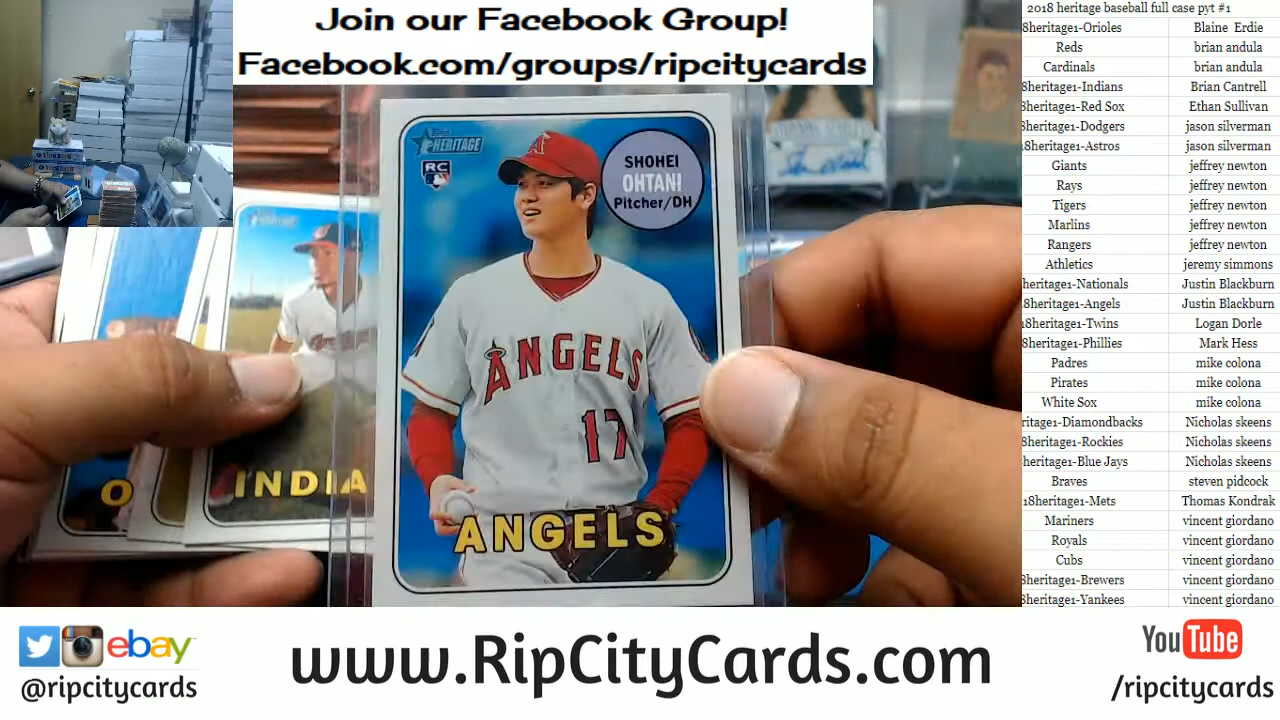 Join our Facebook Group!
Facebook.com/groups/ripcitycards
2018 heritage baseball full case pyt #1
8heritage1-Orioles Blaine Erdie
Reds brian andula
Cardinals brian andula
8heritage1-Indians Brian Cantrell
8heritage1-Red Sox Ethan Sullivan
8heritage1-Dodgers jason silverman
18heritage1-Astros jason silverman
Giants jeffrey newton
Rays jeffrey newton
Tigers jeffrey newton
Marlins jeffrey newton
Rangers jeffrey newton
Athletics jeremy simmons
heritage1-Nationals Justin Blackburn
18heritage1-Angels Justin Blackburn
18heritage1-Twins Logan Dorle
8heritage1-Phillies Mark Hess
Padres mike colona
Pirates mike colona
White Sox mike colona
ritage1-Diamondbacks Nicholas skeens
8heritage1-Rockies Nicholas skeens
heritage1-Blue Jays Nicholas skeens
Braves steven pidcock
18heritage1-Mets Thomas Kondrak
Mariners vincent giordano
Royals vincent giordano
Cubs vincent giordano
8heritage1-Brewers vincent giordano
8heritage1-Yankees vincent giordano
Topps
HERITAGE
RC
SHOHEI
OHTANI
Pitcher/DH
ANGELS
17
ANGELS
INDIA
O
ebay
@ripcitycards
www.RipCityCards.com
YouTube
/ripcitycards